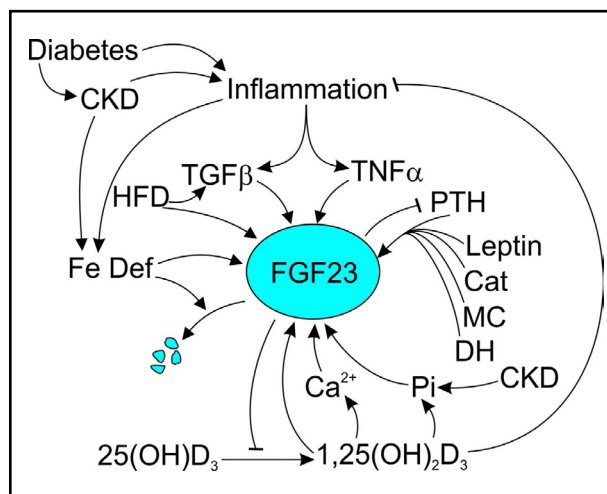 Diabetes
CKD
Inflammation
TGFβ
TNFα
HFD
PTH
Leptin
Fe Def
FGF23
Cat
MC
DH
Ca²⁺
Pi
CKD
25(OH)D₃
1,25(OH)₂D₃